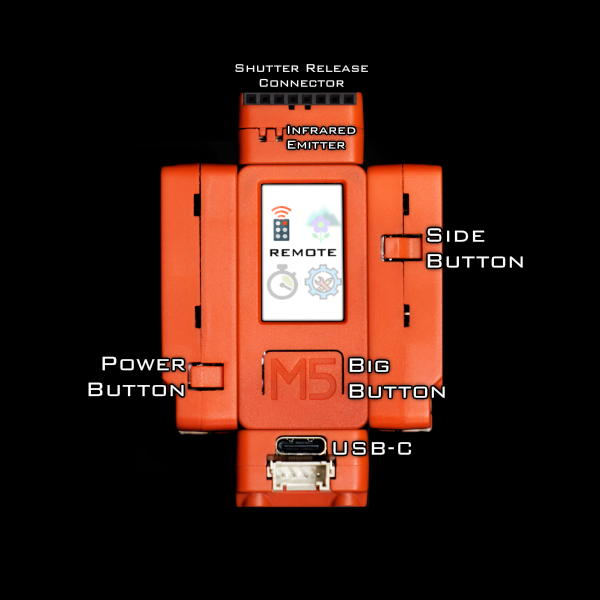 Shutter Release
Connector
Infrared
Emitter
REMOTE
Side
Button
Power
Button
M5
Big
Button
USB-C